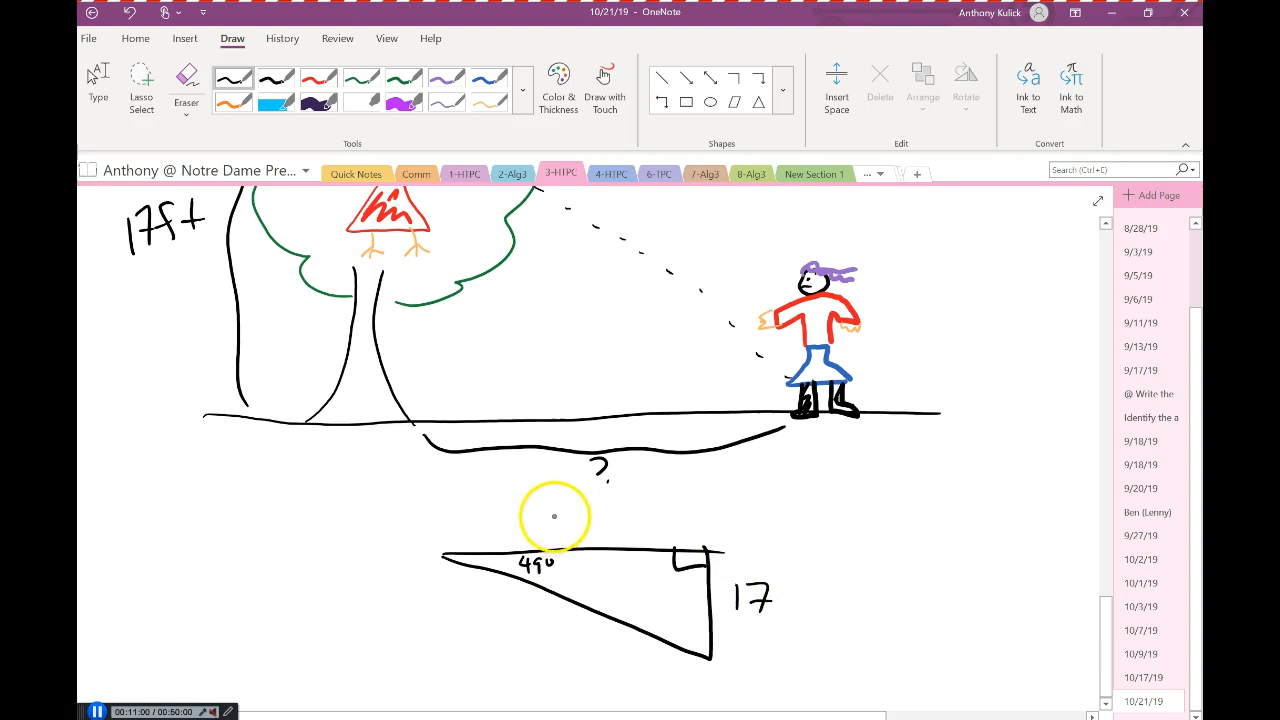 10/21/19 - OneNote
Anthony Kulick
File Home Insert Draw History Review View Help
Type
Lasso Select
Eraser
Color & Thickness
Draw with Touch
Insert Space
Delete
Arrange
Rotate
Ink to Text
Ink to Math
Tools
Shapes
Edit
Convert
Anthony @ Notre Dame Pre...
Quick Notes Comm 1-HTPC 2-Alg3 3-HTPC 4-HTPC 6-TPC 7-Alg3 8-Alg3 New Section 1 ...
Search (Ctrl+E)
Add Page
8/28/19
9/3/19
9/5/19
9/6/19
9/11/19
9/13/19
9/17/19
@ Write the
Identify the a
9/18/19
9/18/19
9/20/19
Ben (Lenny)
9/27/19
10/2/19
10/1/19
10/3/19
10/7/19
10/9/19
10/17/19
10/21/19
17ft
?
49°
17
00:11:00 / 00:50:00